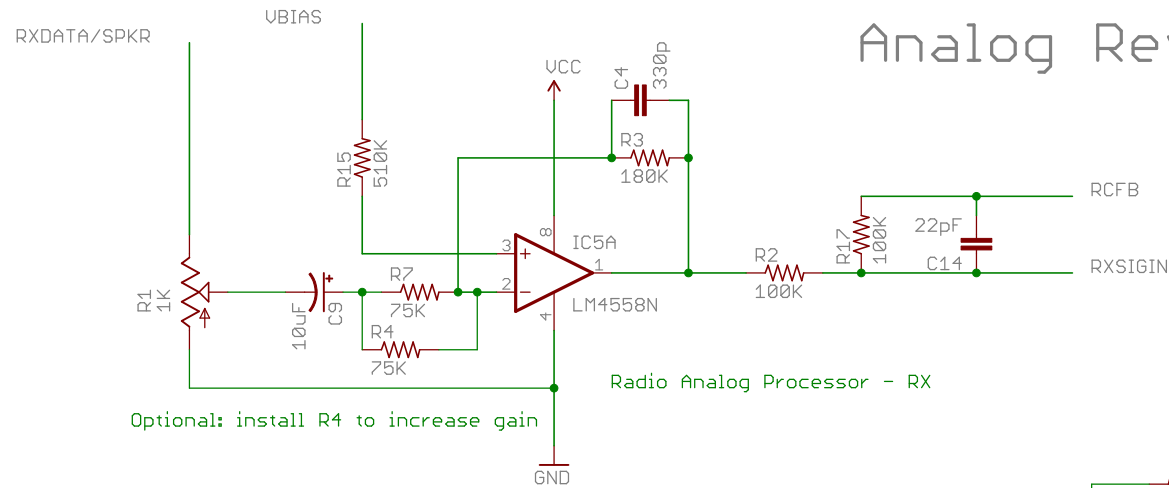 VBIAS
RXDATA/SPKR
Analog Re
VCC
C4
330p
R3
180K
R15
510K
RCFB
22pF
R17
100K
C14
RXSIGIN
8
3
IC5A
1
2
LM4558N
4
R2
100K
R7
75K
R1
1K
10uF
C9
R4
75K
Radio Analog Processor - RX
Optional: install R4 to increase gain
GND